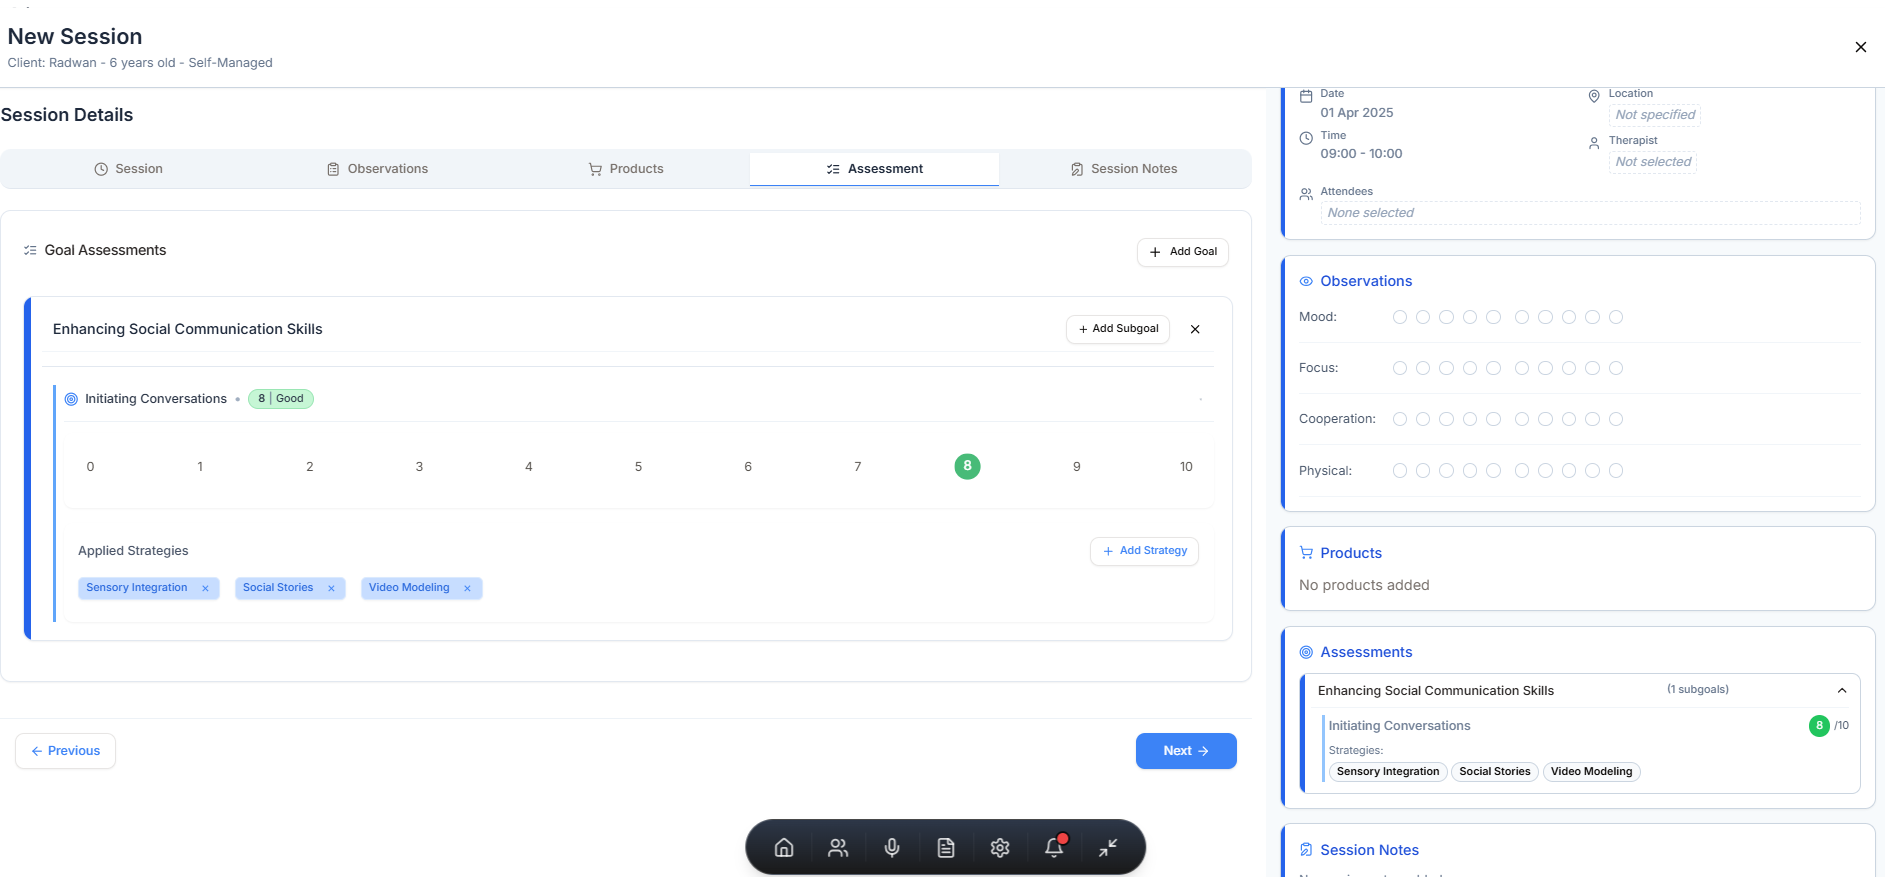 New Session
Client: Radwan - 6 years old - Self-Managed
Session Details
Session
Observations
Products
Assessment
Session Notes
Goal Assessments
+ Add Goal
Enhancing Social Communication Skills
+ Add Subgoal
Initiating Conversations • 8 | Good
0 1 2 3 4 5 6 7 8 9 10
Applied Strategies
+ Add Strategy
Sensory Integration ×
Social Stories ×
Video Modeling ×
← Previous
Next →
Date
01 Apr 2025
Location
Not specified
Time
09:00 - 10:00
Therapist
Not selected
Attendees
None selected
Observations
Mood:
Focus:
Cooperation:
Physical:
Products
No products added
Assessments
Enhancing Social Communication Skills (1 subgoals)
Initiating Conversations 8 /10
Strategies:
Sensory Integration Social Stories Video Modeling
Session Notes